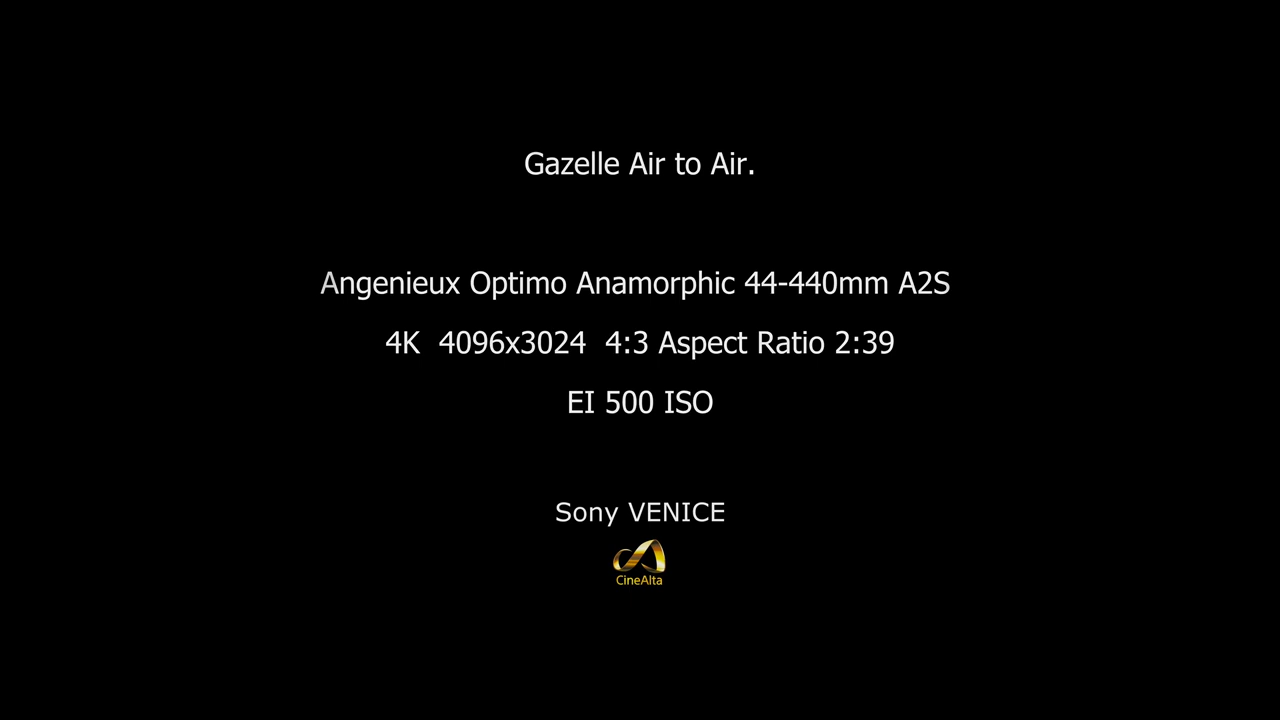 Gazelle Air to Air.
Angenieux Optimo Anamorphic 44-440mm A2S
4K 4096x3024 4:3 Aspect Ratio 2:39
EI 500 ISO
Sony VENICE
CineAlta